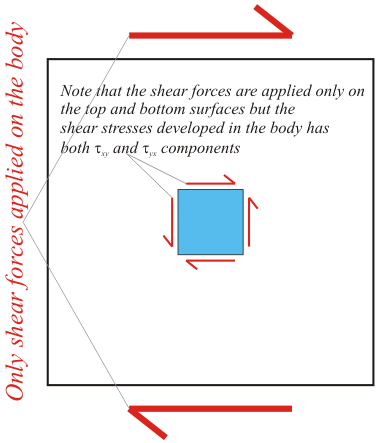 Only shear forces applied on the body
Note that the shear forces are applied only on
the top and bottom surfaces but the
shear stresses developed in the body has
both τxy and τyx components